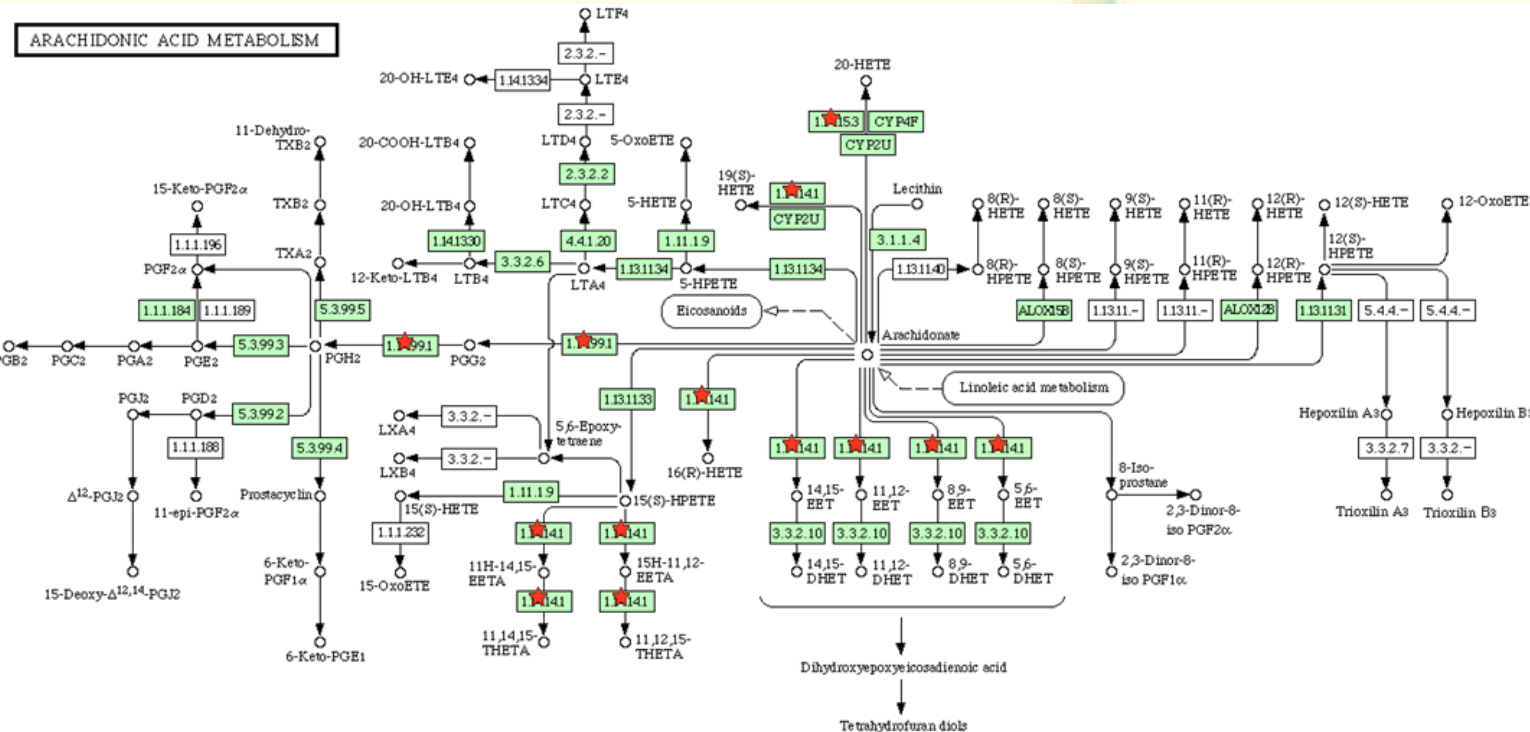 ARACHIDONIC ACID METABOLISM
LTF4
2.3.2.-
20-OH-LTE4
1.14.13.34
LTE4
2.3.2.-
20-HETE
CYP4F
CYP2U
11-Dehydro-
TXB2
20-COOH-LTB4
LTD4
5-OxoETE
2.3.2.2
15-Keto-PGF2α
19(S)-
HETE
CYP2U
Lecithin
TXB2
20-OH-LTB4
LTC4
5-HETE
8(R)-
HETE
8(S)-
HETE
9(S)-
HETE
11(R)-
HETE
12(R)-
HETE
12(S)-HETE
12-OxoETE
1.1.1.196
1.14.13.30
4.4.1.20
1.11.1.9
3.1.1.4
TXA2
PGF2α
12-Keto-LTB4
LTB4
3.3.2.6
LTA4
1.13.11.34
5-HPETE
1.13.11.34
1.13.11.40
8(R)-
HPETE
8(S)-
HPETE
9(S)-
HPETE
11(R)-
HPETE
12(R)-
HPETE
12(S)-
HPETE
1.1.1.184
1.1.1.189
5.3.99.5
Eicosanoids
ALOX15B
1.13.11.-
1.13.11.-
ALOX12B
1.13.11.31
5.4.4.-
5.4.4.-
Arachidonate
PGB2
PGC2
PGA2
PGE2
5.3.99.3
PGH2
PGG2
Linoleic acid metabolism
PGJ2
PGD2
5.3.99.2
1.13.11.33
LXA4
3.3.2.-
5,6-Epoxy-
tetraene
Hepoxilin A3
Hepoxilin B3
1.1.1.188
5.3.99.4
LXB4
3.3.2.-
16(R)-HETE
3.3.2.7
3.3.2.-
8-Iso-
prostane
Δ12-PGJ2
11-epi-PGF2α
Prostacyclin
15(S)-HETE
1.11.1.9
15(S)-HPETE
14,15-
EET
11,12-
EET
8,9-
EET
5,6-
EET
2,3-Dinor-8-
iso PGF2α
Trioxilin A3
Trioxilin B3
1.1.1.232
3.3.2.10
3.3.2.10
3.3.2.10
3.3.2.10
15-Deoxy-Δ12,14-PGJ2
6-Keto-
PGF1α
15-OxoETE
11H-14,15-
EETA
15H-11,12-
EETA
14,15-
DHET
11,12-
DHET
8,9-
DHET
5,6-
DHET
2,3-Dinor-8-
iso PGF1α
6-Keto-PGE1
11,14,15-
THETA
11,12,15-
THETA
Dihydroxyepoxyeicosadienoic acid
Tetrahydrofuran diols